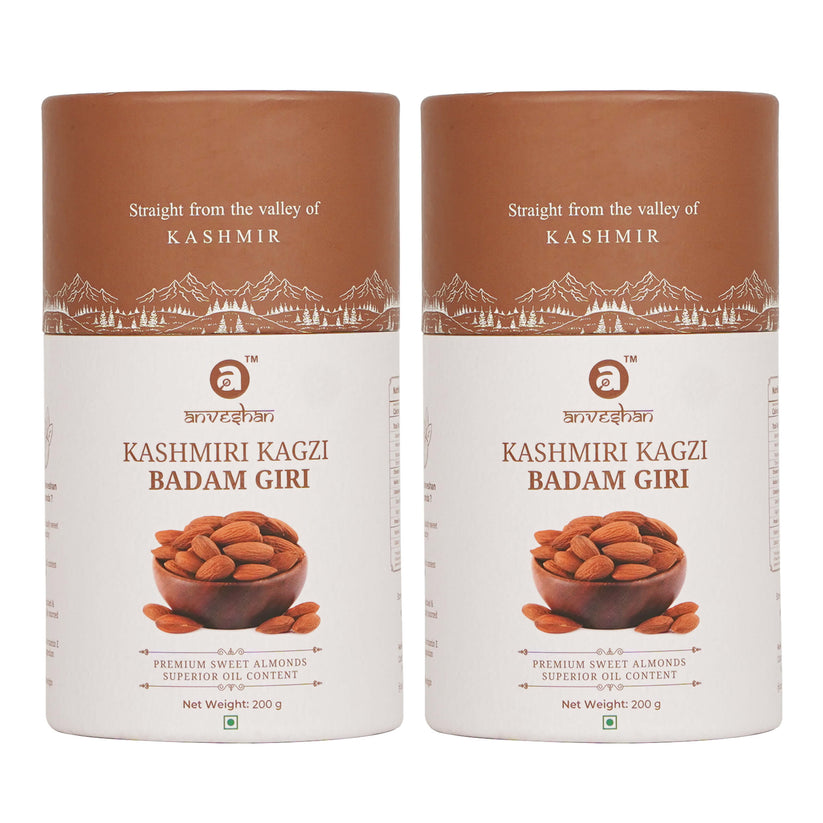 Straight from the valley of
KASHMIR
a TM
anveshan
KASHMIRI KAGZI
BADAM GIRI
PREMIUM SWEET ALMONDS
SUPERIOR OIL CONTENT
Net Weight: 200 g
Straight from the valley of
KASHMIR
a TM
anveshan
KASHMIRI KAGZI
BADAM GIRI
PREMIUM SWEET ALMONDS
SUPERIOR OIL CONTENT
Net Weight: 200 g